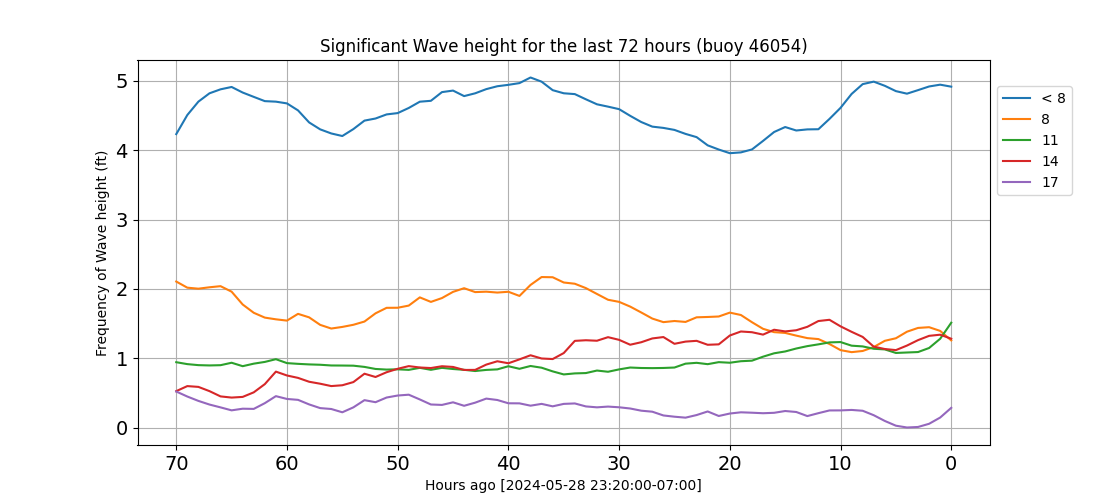 Significant Wave height for the last 72 hours (buoy 46054)
Frequency of Wave height (ft)
5
4
3
2
1
0
70 60 50 40 30 20 10 0
Hours ago [2024-05-28 23:20:00-07:00]
< 8
8
11
14
17